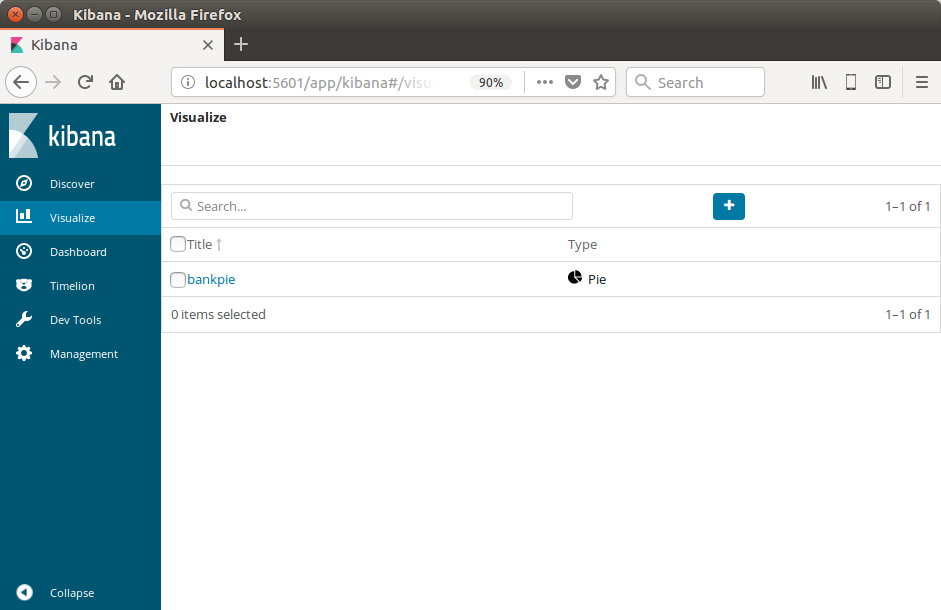 Kibana - Mozilla Firefox
Kibana
localhost:5601/app/kibana#/visu
90%
Search
kibana
Discover
Visualize
Dashboard
Timelion
Dev Tools
Management
Collapse
Visualize
Search...
1–1 of 1
Title
Type
bankpie
Pie
0 items selected
1–1 of 1